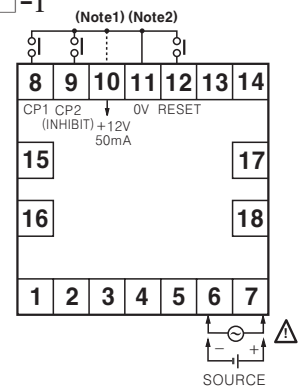 -1
(Note1) (Note2)
8 9 10 11 12 13 14
CP1 CP2 0V RESET
(INHIBIT) +12V
50mA
15 17
16 18
1 2 3 4 5 6 7
- +
SOURCE